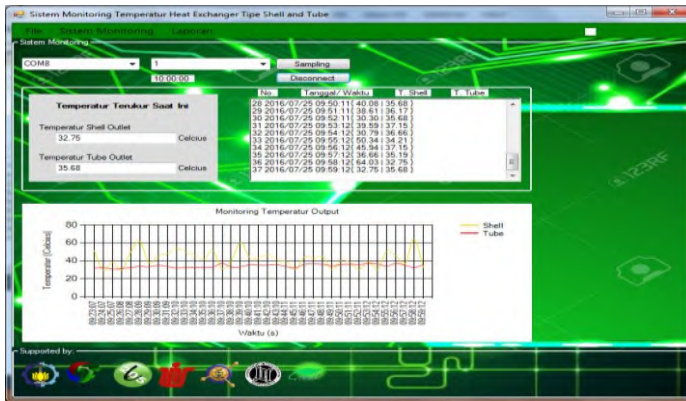 Sistem Monitoring Temperatur Heat Exchanger Tipe Shell and Tube
File Sistem Monitoring Laporan
Sistem Monitoring
COM8 1 Sampling
10:00:00 Disconnect
No. Tanggal/ Waktu T. Shell T. Tube
28 2016/07/25 09:50:11( 40.08 | 35.68 )
29 2016/07/25 09:51:11( 38.61 | 36.17 )
30 2016/07/25 09:52:11( 30.30 | 35.68 )
31 2016/07/25 09:53:12( 39.59 | 37.15 )
32 2016/07/25 09:54:12( 30.79 | 36.66 )
33 2016/07/25 09:55:12( 50.34 | 34.21 )
34 2016/07/25 09:56:12( 45.94 | 37.15 )
35 2016/07/25 09:57:12( 36.66 | 35.19 )
36 2016/07/25 09:58:12( 64.03 | 32.75 )
37 2016/07/25 09:59:12( 32.75 | 35.68 )
Temperatur Terukur Saat Ini
Temperatur Shell Outlet
32.75 Celcius
Temperatur Tube Outlet
35.68 Celcius
Monitoring Temperatur Output
Shell
Tube
Temperatur [Celcius]
80
60
40
20
0
Waktu (s)
Supported by:
123RF